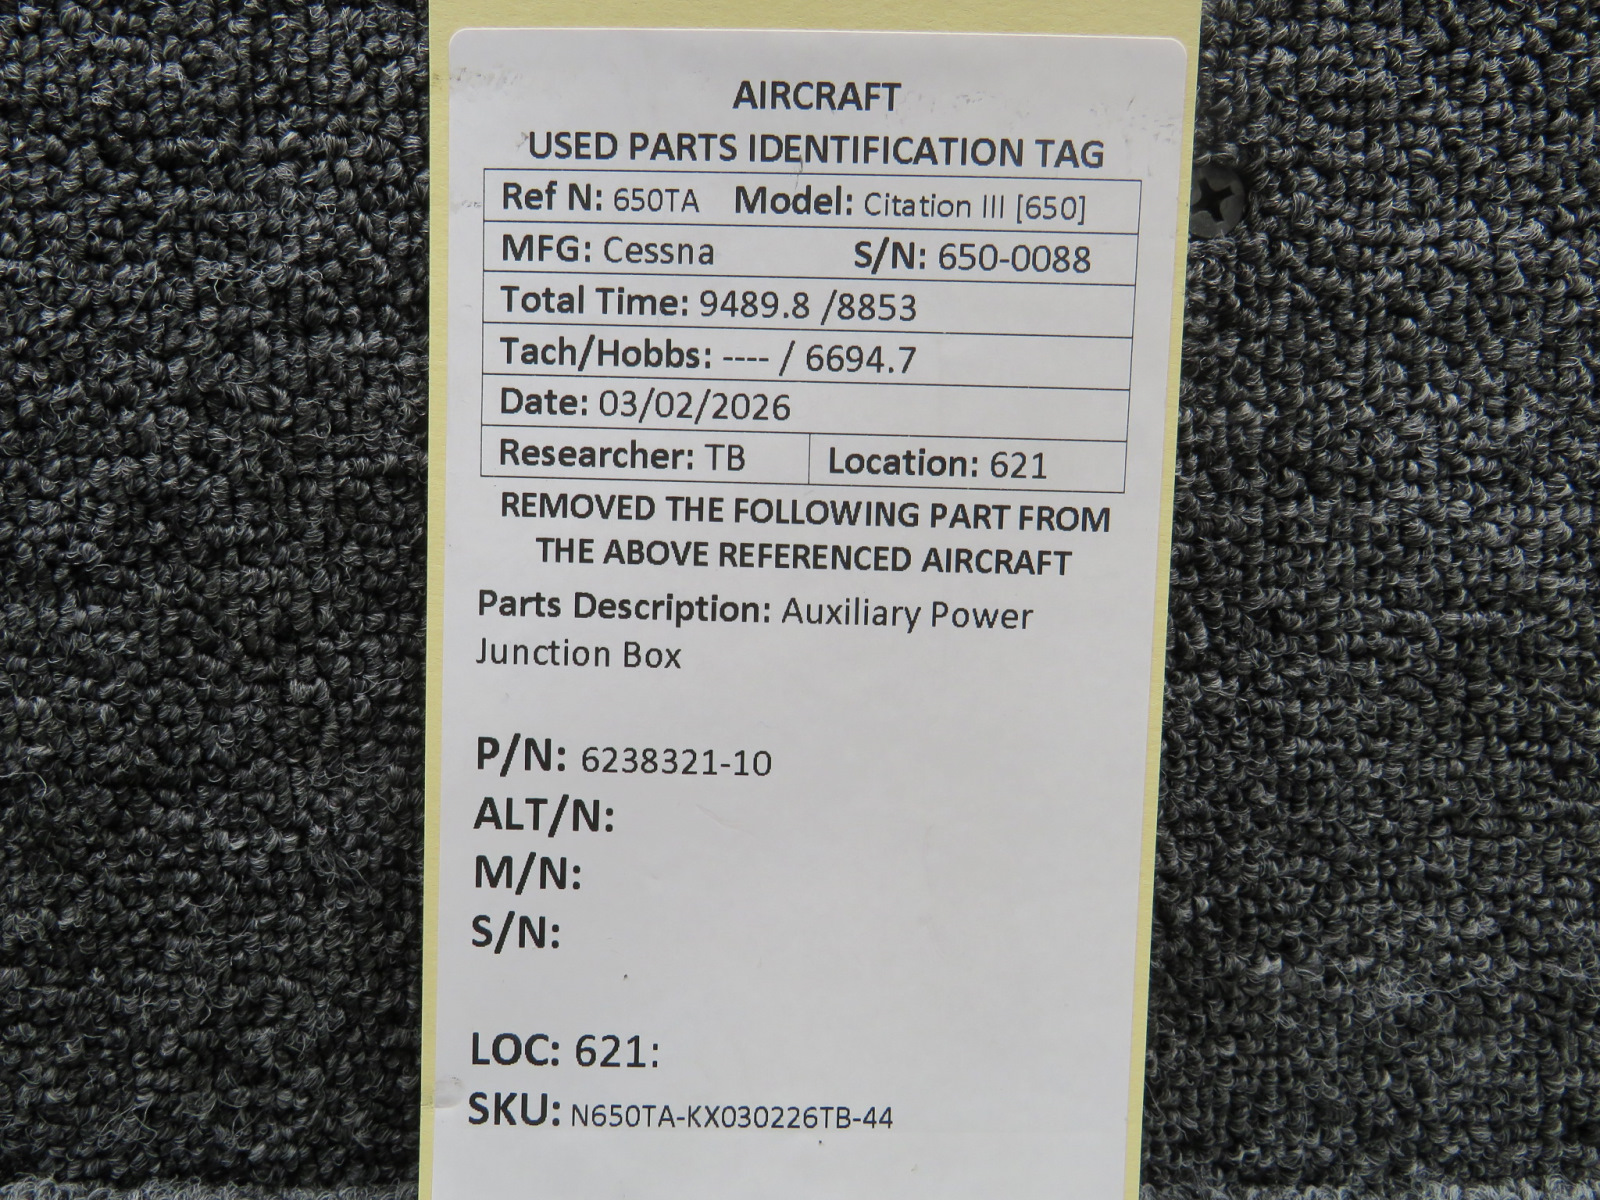 AIRCRAFT
USED PARTS IDENTIFICATION TAG
Ref N: 650TA Model: Citation III [650]
MFG: Cessna S/N: 650-0088
Total Time: 9489.8 /8853
Tach/Hobbs: ---- / 6694.7
Date: 03/02/2026
Researcher: TB Location: 621
REMOVED THE FOLLOWING PART FROM
THE ABOVE REFERENCED AIRCRAFT
Parts Description: Auxiliary Power
Junction Box
P/N: 6238321-10
ALT/N:
M/N:
S/N:
LOC: 621:
SKU: N650TA-KX030226TB-44